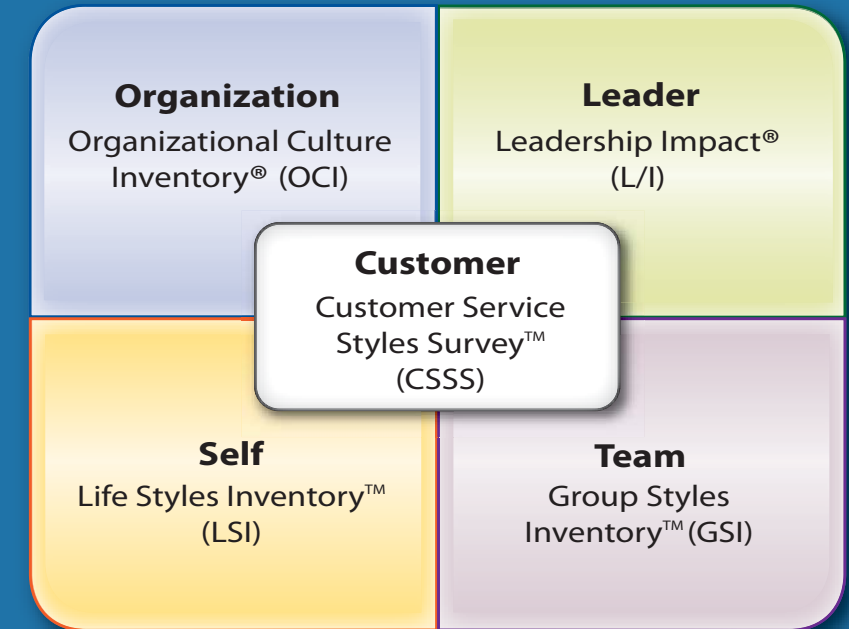 Organization
Organizational Culture
Inventory® (OCI)
Leader
Leadership Impact®
(L/I)
Customer
Customer Service
Styles Survey™
(CSSS)
Self
Life Styles Inventory™
(LSI)
Team
Group Styles
Inventory™ (GSI)